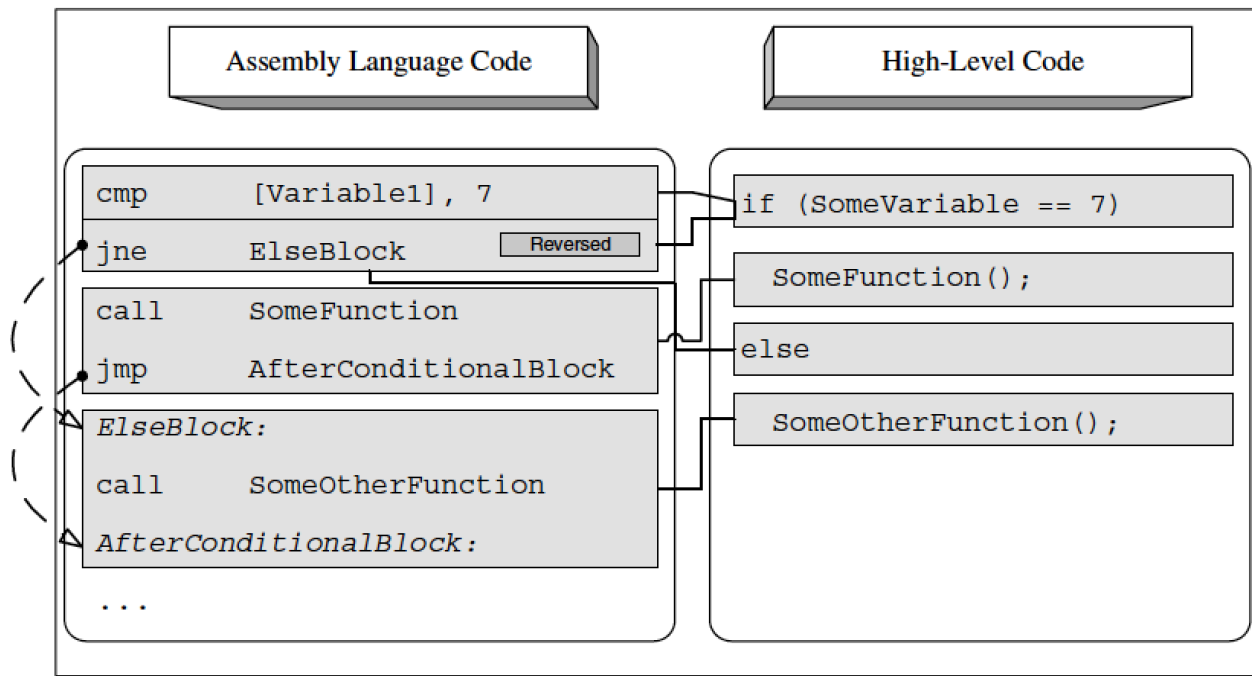 Assembly Language Code
High-Level Code
cmp [Variable1], 7
jne ElseBlock Reversed
call SomeFunction
jmp AfterConditionalBlock
ElseBlock:
call SomeOtherFunction
AfterConditionalBlock:
...
if (SomeVariable == 7)
SomeFunction();
else
SomeOtherFunction();